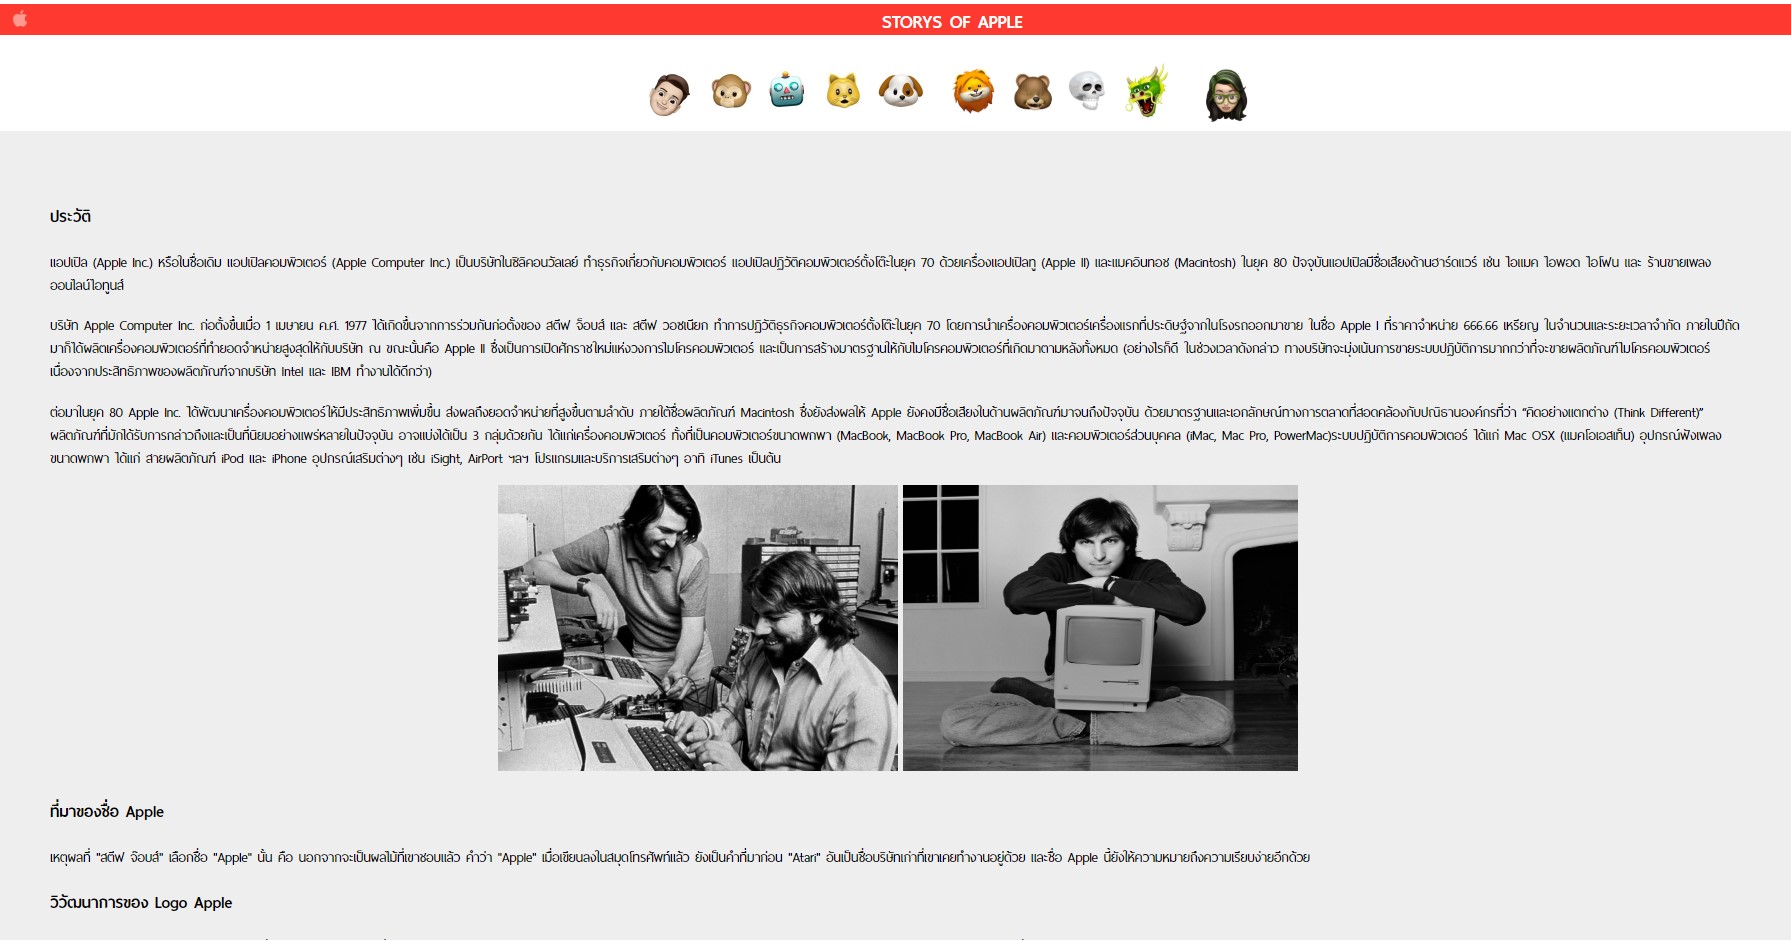 STORYS OF APPLE
ประวัติ
แอปเปิล (Apple Inc.) หรือในชื่อเดิม แอปเปิลคอมพิวเตอร์ (Apple Computer Inc.) เป็นบริษัทในซิลิคอนวัลเลย์ ทำธุรกิจเกี่ยวกับคอมพิวเตอร์ แอปเปิลปฏิวัติคอมพิวเตอร์ตั้งโต๊ะในยุค 70 ด้วยเครื่องแอปเปิลทู (Apple II) และแมคอินทอช (Macintosh) ในยุค 80 ปัจจุบันแอปเปิลมีชื่อเสียงด้านฮาร์ดแวร์ เช่น ไอแมค ไอพอด ไอโฟน และ ร้านขายเพลง
ออนไลน์ไอทูนส์
บริษัท Apple Computer Inc. ก่อตั้งขึ้นเมื่อ 1 เมษายน ค.ศ. 1977 ได้เกิดขึ้นจากการร่วมกันก่อตั้งของ สตีฟ จ็อบส์ และ สตีฟ วอซเนียก ทำการปฏิวัติธุรกิจคอมพิวเตอร์ตั้งโต๊ะในยุค 70 โดยการนำเครื่องคอมพิวเตอร์เครื่องแรกที่ประดิษฐ์จากในโรงรถออกมาขาย ในชื่อ Apple I ที่ราคาจำหน่าย 666.66 เหรียญ ในจำนวนและระยะเวลาจำกัด ภายในปีถัด
มาก็ได้ผลิตเครื่องคอมพิวเตอร์ที่ทำยอดจำหน่ายสูงสุดให้กับบริษัท ณ ขณะนั้นคือ Apple II ซึ่งเป็นการเปิดศักราชใหม่แห่งวงการไมโครคอมพิวเตอร์ และเป็นการสร้างมาตรฐานให้กับไมโครคอมพิวเตอร์ที่เกิดมาตามหลังทั้งหมด (อย่างไรก็ดี ในช่วงเวลาดังกล่าว ทางบริษัทจะมุ่งเน้นการขายระบบปฏิบัติการมากกว่าที่จะขายผลิตภัณฑ์ไมโครคอมพิวเตอร์
เนื่องจากประสิทธิภาพของผลิตภัณฑ์จากบริษัท Intel และ IBM ทำงานได้ดีกว่า)
ต่อมาในยุค 80 Apple Inc. ได้พัฒนาเครื่องคอมพิวเตอร์ให้มีประสิทธิภาพเพิ่มขึ้น ส่งผลถึงยอดจำหน่ายที่สูงขึ้นตามลำดับ ภายใต้ชื่อผลิตภัณฑ์ Macintosh ซึ่งยังส่งผลให้ Apple ยังคงมีชื่อเสียงในด้านผลิตภัณฑ์มาจนถึงปัจจุบัน ด้วยมาตรฐานและเอกลักษณ์ทางการตลาดที่สอดคล้องกับปณิธานองค์กรที่ว่า “คิดอย่างแตกต่าง (Think Different)”
ผลิตภัณฑ์ที่มักได้รับการกล่าวถึงและเป็นที่นิยมอย่างแพร่หลายในปัจจุบัน อาจแบ่งได้เป็น 3 กลุ่มด้วยกัน ได้แก่เครื่องคอมพิวเตอร์ ทั้งที่เป็นคอมพิวเตอร์ขนาดพกพา (MacBook, MacBook Pro, MacBook Air) และคอมพิวเตอร์ส่วนบุคคล (iMac, Mac Pro, PowerMac)ระบบปฏิบัติการคอมพิวเตอร์ ได้แก่ Mac OSX (แมคโอเอสเท็น) อุปกรณ์ฟังเพลง
ขนาดพกพา ได้แก่ สายผลิตภัณฑ์ iPod และ iPhone อุปกรณ์เสริมต่างๆ เช่น iSight, AirPort ฯลฯ โปรแกรมและบริการเสริมต่างๆ อาทิ iTunes เป็นต้น
ที่มาของชื่อ Apple
เหตุผลที่ "สตีฟ จ๊อบส์" เลือกชื่อ "Apple" นั้น คือ นอกจากจะเป็นผลไม้ที่เขาชอบแล้ว คำว่า "Apple" เมื่อเขียนลงในสมุดโทรศัพท์แล้ว ยังเป็นคำที่มาก่อน "Atari" อันเป็นชื่อบริษัทเก่าที่เขาเคยทำงานอยู่ด้วย และชื่อ Apple นี้ยังให้ความหมายถึงความเรียบง่ายอีกด้วย
วิวัฒนาการของ Logo Apple